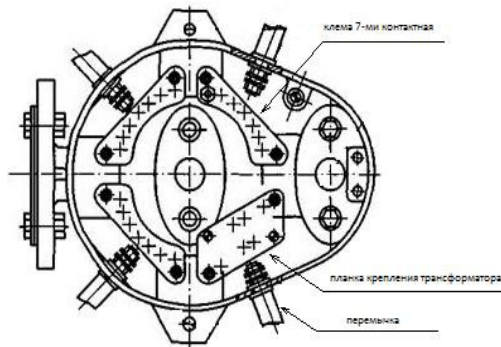 клема 7-ми контактная
планка крепления трансформатора
перемычка